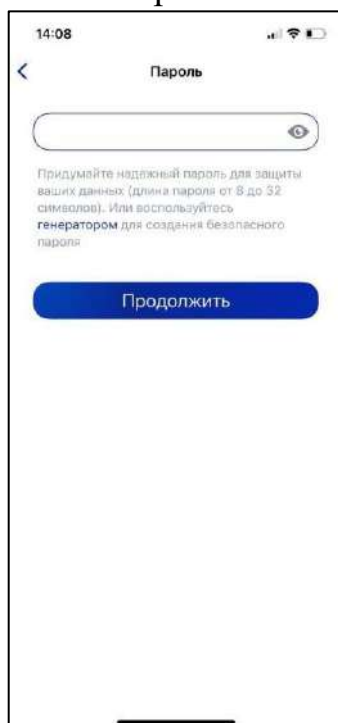 14:08
Пароль
Придумайте надежный пароль для защиты
ваших данных (длина пароля от 8 до 32
символов). Или воспользуйтесь
генератором для создания безопасного
пароля
Продолжить